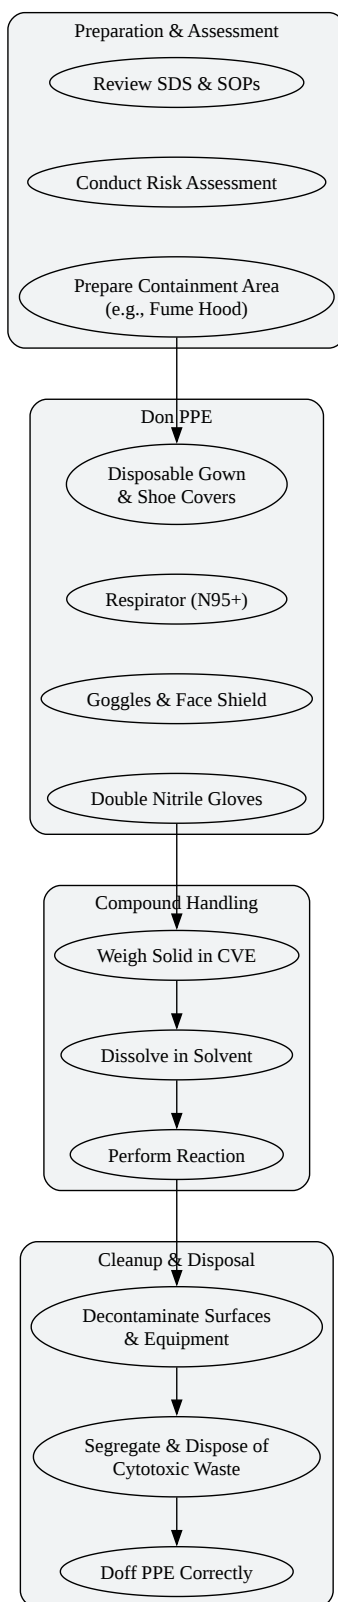 Preparation & Assessment
Review SDS & SOPs
Conduct Risk Assessment
Prepare Containment Area
(e.g., Fume Hood)
Don PPE
Disposable Gown
& Shoe Covers
Respirator (N95+)
Goggles & Face Shield
Double Nitrile Gloves
Compound Handling
Weigh Solid in CVE
Dissolve in Solvent
Perform Reaction
Cleanup & Disposal
Decontaminate Surfaces
& Equipment
Segregate & Dispose of
Cytotoxic Waste
Doff PPE Correctly